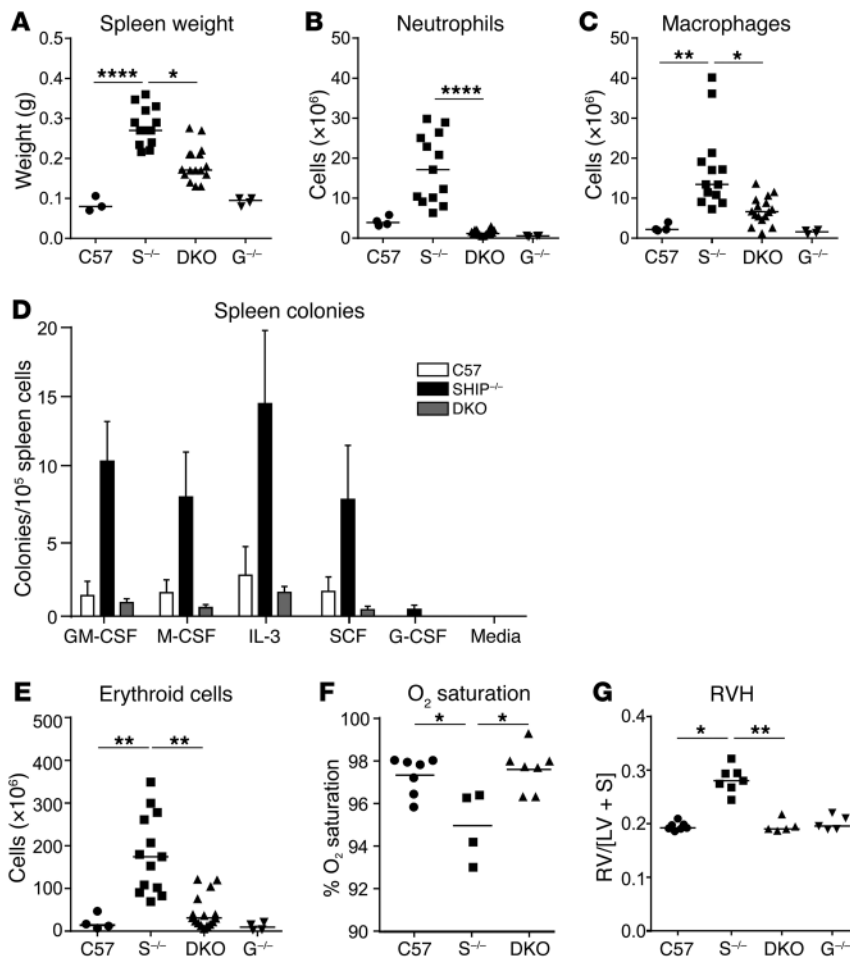 A Spleen weight
**** *
Weight (g)
0.5
0.4
0.3
0.2
0.1
0.0
C57 S⁻/⁻ DKO G⁻/⁻
B Neutrophils
****
Cells (×10⁶)
50
40
30
20
10
0
C57 S⁻/⁻ DKO G⁻/⁻
C Macrophages
** *
Cells (×10⁶)
50
40
30
20
10
0
C57 S⁻/⁻ DKO G⁻/⁻
D Spleen colonies
Colonies/10⁵ spleen cells
20
15
10
5
0
C57
SHIP⁻/⁻
DKO
GM-CSF M-CSF IL-3 SCF G-CSF Media
E Erythroid cells
** **
Cells (×10⁶)
500
400
300
200
100
0
C57 S⁻/⁻ DKO G⁻/⁻
F O₂ saturation
* *
% O₂ saturation
100
98
96
94
92
90
C57 S⁻/⁻ DKO
G RVH
* **
RV/[LV + S]
0.4
0.3
0.2
0.1
0.0
C57 S⁻/⁻ DKO G⁻/⁻